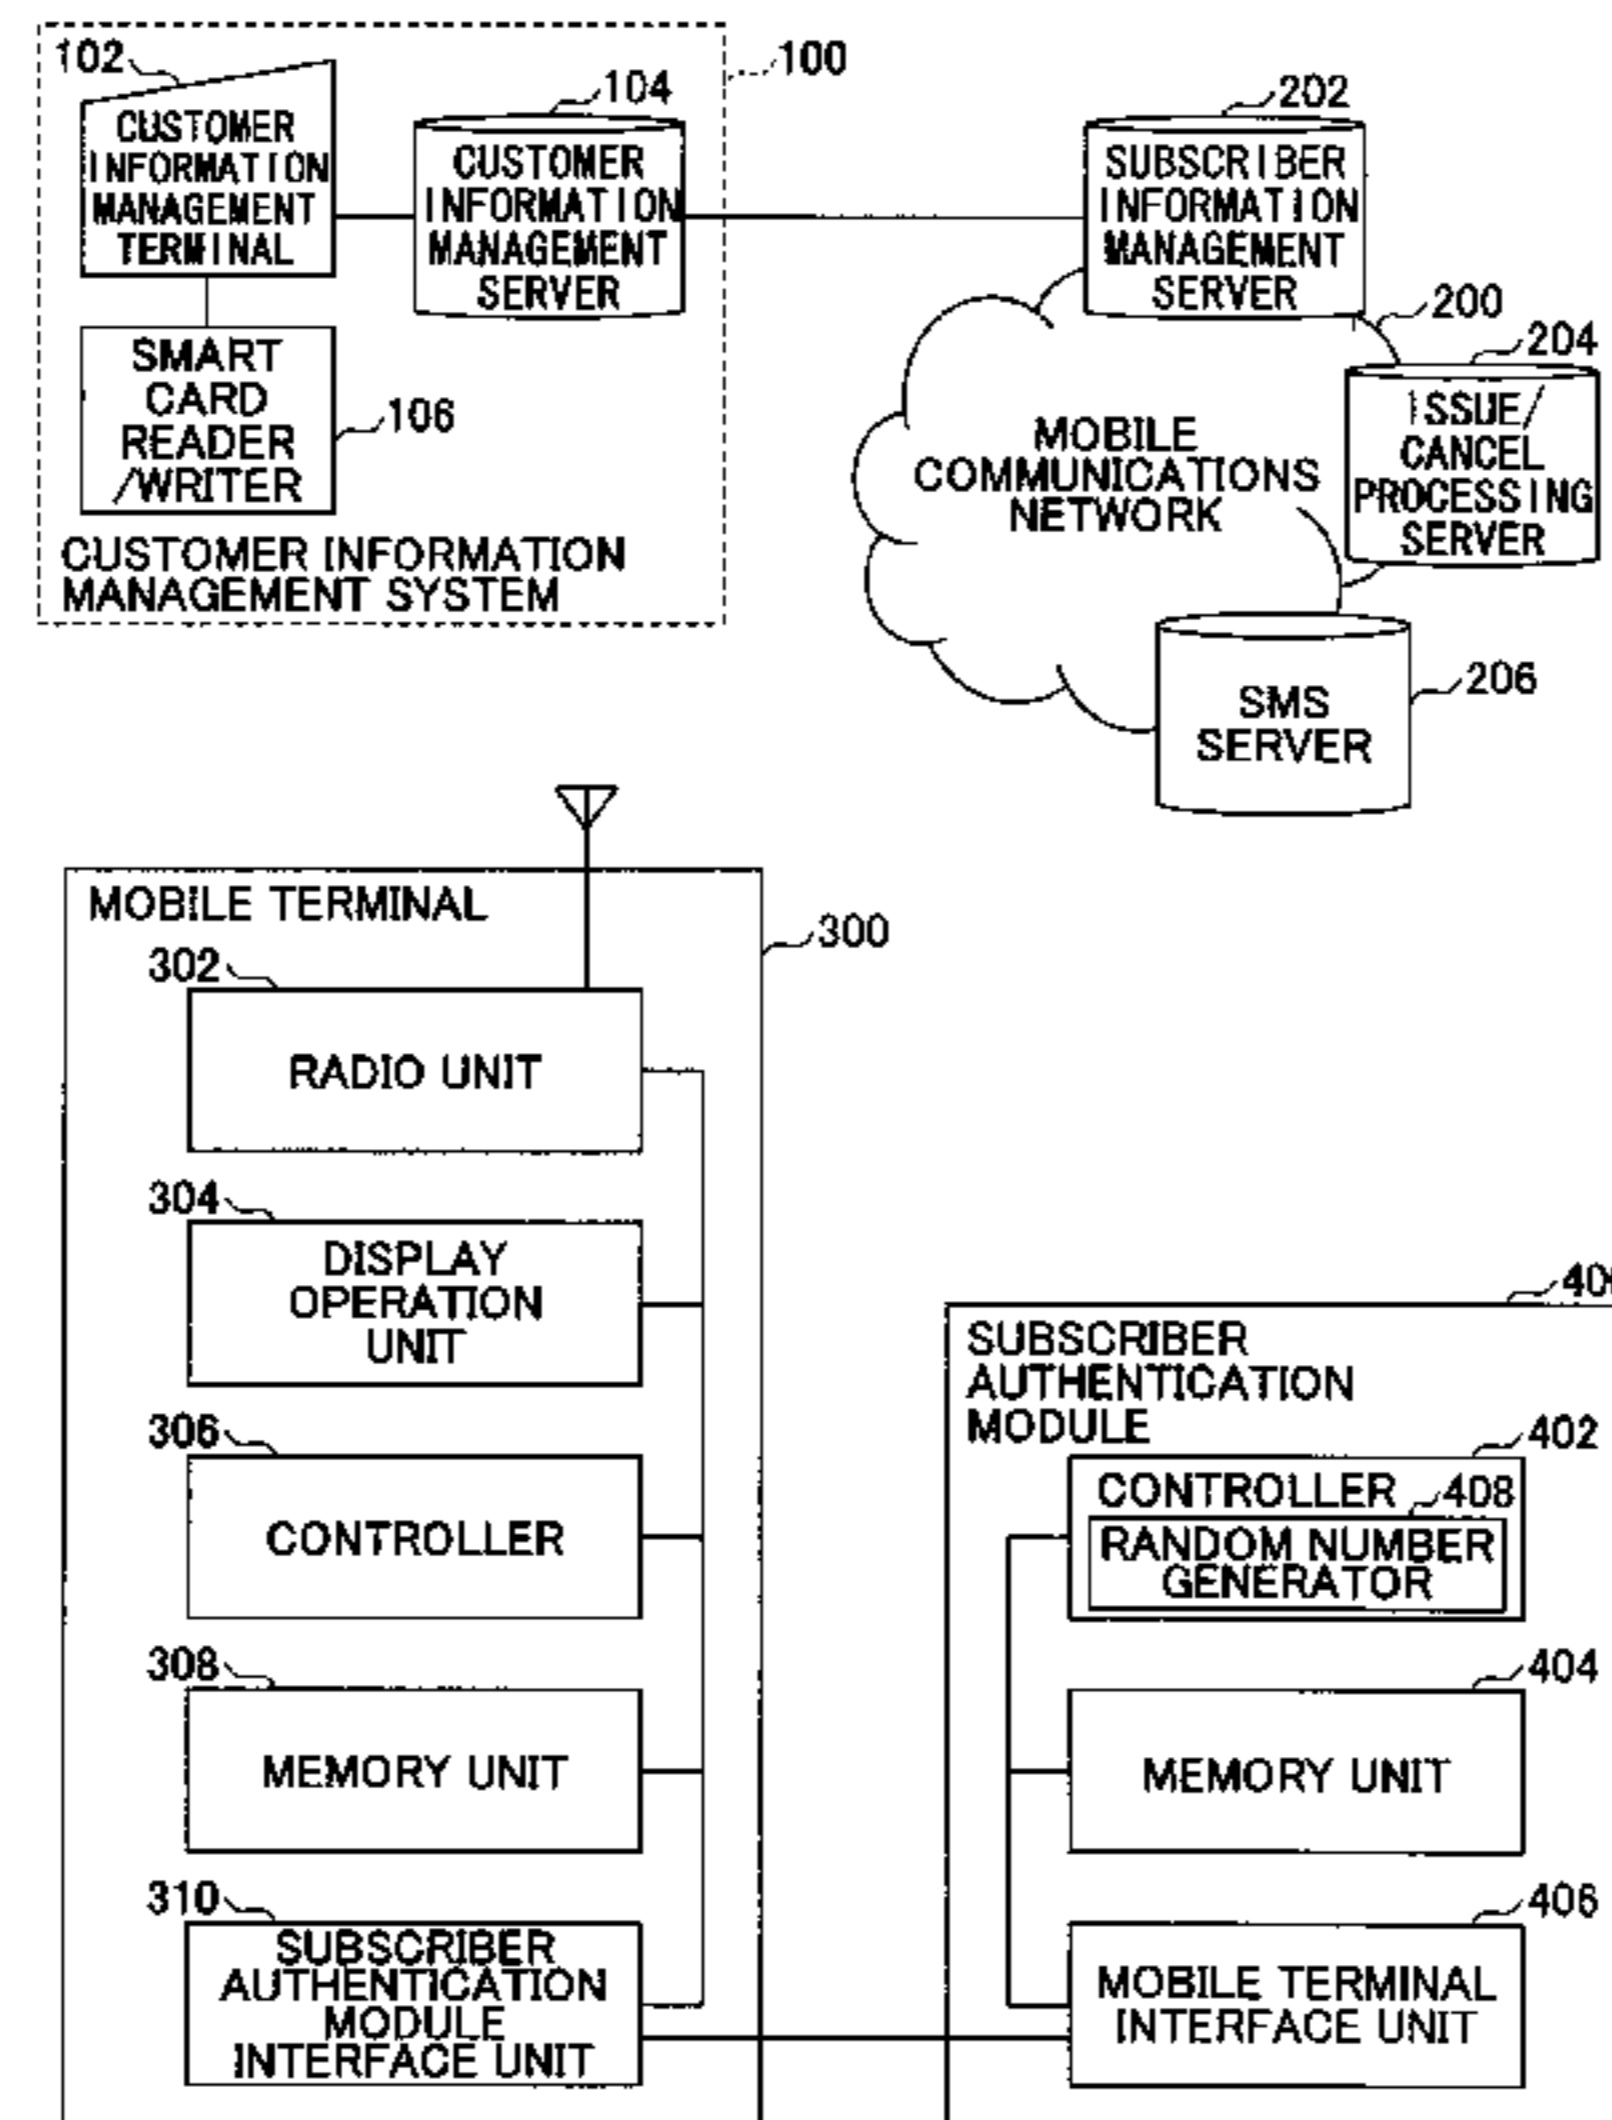 102
CUSTOMER
INFORMATION
MANAGEMENT
TERMINAL
104
CUSTOMER
INFORMATION
MANAGEMENT
SERVER
100
SMART
CARD
READER
/WRITER
106
CUSTOMER INFORMATION
MANAGEMENT SYSTEM
202
SUBSCRIBER
INFORMATION
MANAGEMENT
SERVER
200
204
ISSUE/
CANCEL
PROCESSING
SERVER
MOBILE
COMMUNICATIONS
NETWORK
206
SMS
SERVER
MOBILE TERMINAL
300
302
RADIO UNIT
304
DISPLAY
OPERATION
UNIT
306
CONTROLLER
308
MEMORY UNIT
310
SUBSCRIBER
AUTHENTICATION
MODULE
INTERFACE UNIT
SUBSCRIBER
AUTHENTICATION
MODULE
402
CONTROLLER
408
RANDOM NUMBER
GENERATOR
404
MEMORY UNIT
406
MOBILE TERMINAL
INTERFACE UNIT